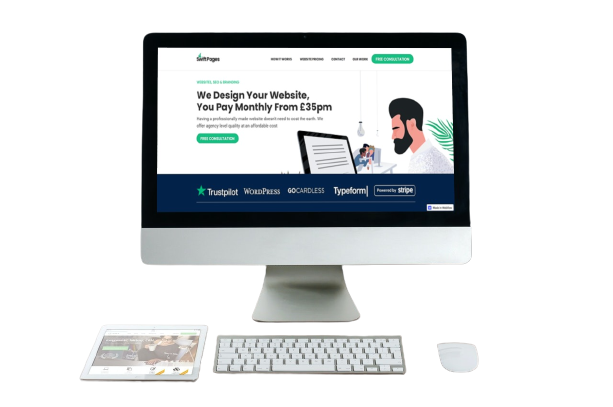 Swift Pages
HOW IT WORKS WEBSITE PRICING CONTACT OUR WORK FREE CONSULTATION
WEBSITES, SEO & BRANDING
We Design Your Website,
You Pay Monthly From £35pm
Having a professionally made website doesn't need to cost the earth. We
offer agency level quality at an affordable cost
FREE CONSULTATION
Trustpilot WORDPRESS GOCARDLESS Typeform Powered by stripe
Made in Webflow